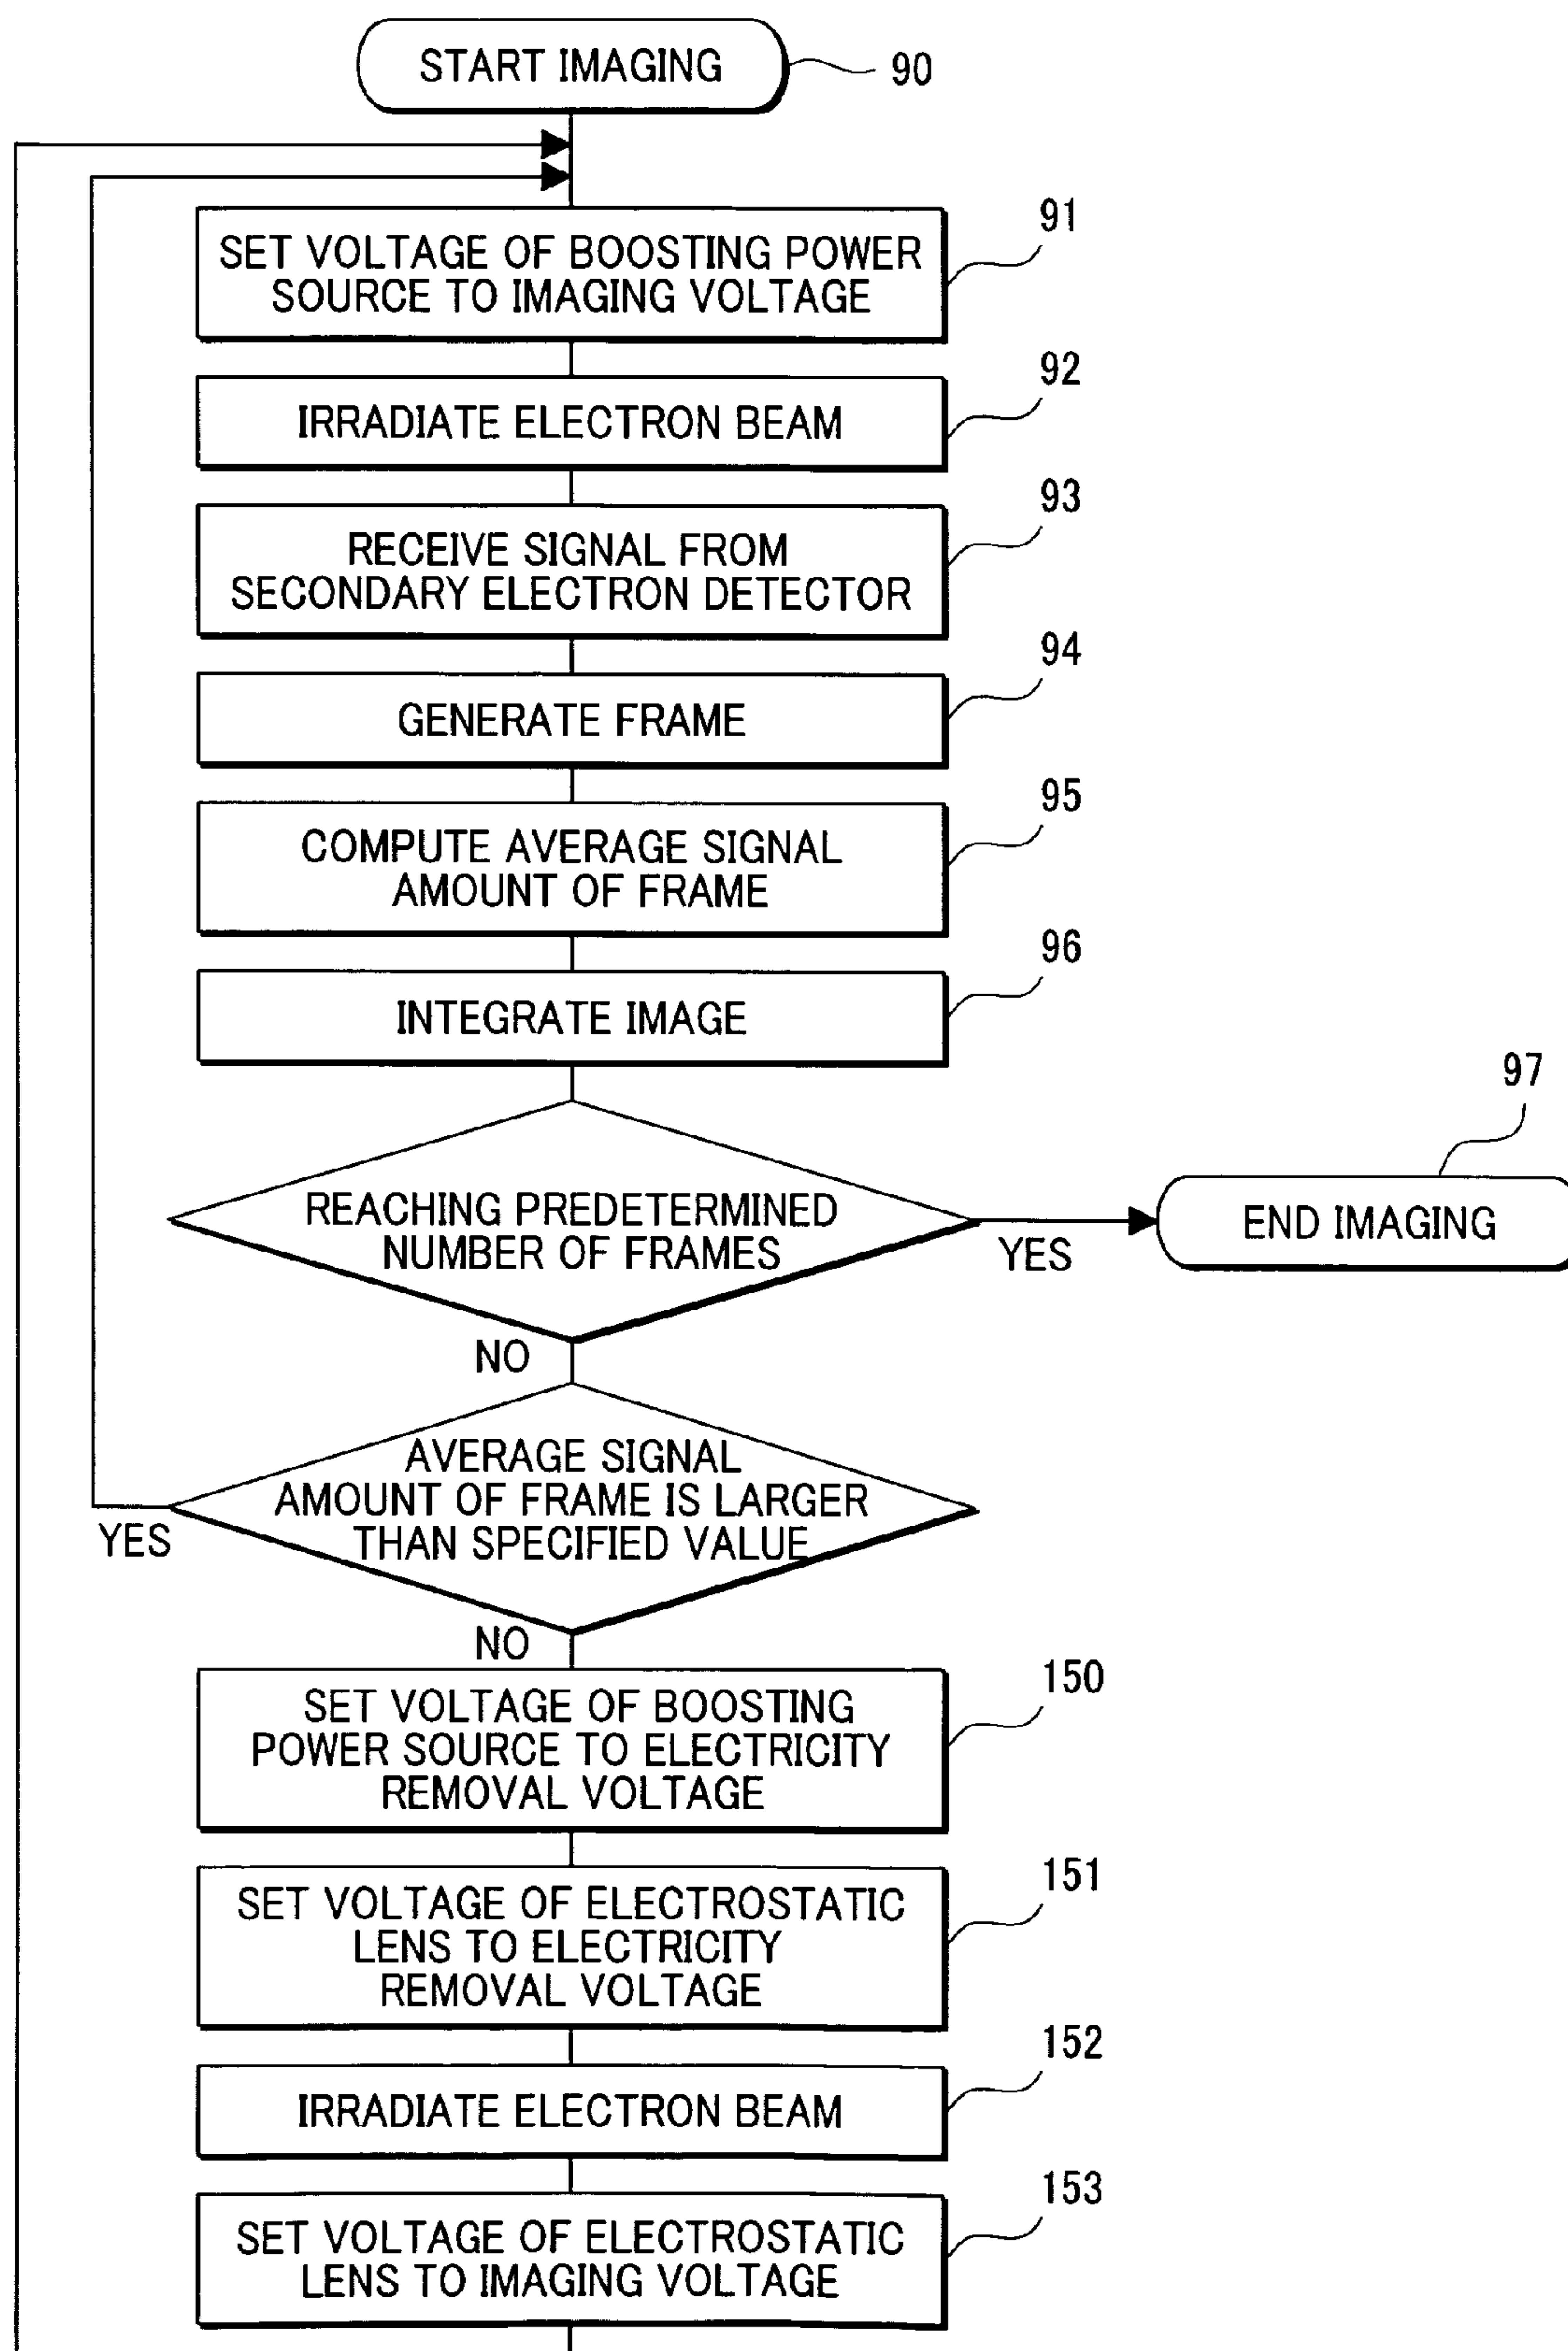 START IMAGING
90
91
SET VOLTAGE OF BOOSTING POWER
SOURCE TO IMAGING VOLTAGE
92
IRRADIATE ELECTRON BEAM
93
RECEIVE SIGNAL FROM
SECONDARY ELECTRON DETECTOR
94
GENERATE FRAME
95
COMPUTE AVERAGE SIGNAL
AMOUNT OF FRAME
96
INTEGRATE IMAGE
97
REACHING PREDETERMINED
NUMBER OF FRAMES
YES
END IMAGING
NO
AVERAGE SIGNAL
AMOUNT OF FRAME IS LARGER
THAN SPECIFIED VALUE
YES
NO
150
SET VOLTAGE OF BOOSTING
POWER SOURCE TO ELECTRICITY
REMOVAL VOLTAGE
151
SET VOLTAGE OF ELECTROSTATIC
LENS TO ELECTRICITY
REMOVAL VOLTAGE
152
IRRADIATE ELECTRON BEAM
153
SET VOLTAGE OF ELECTROSTATIC
LENS TO IMAGING VOLTAGE